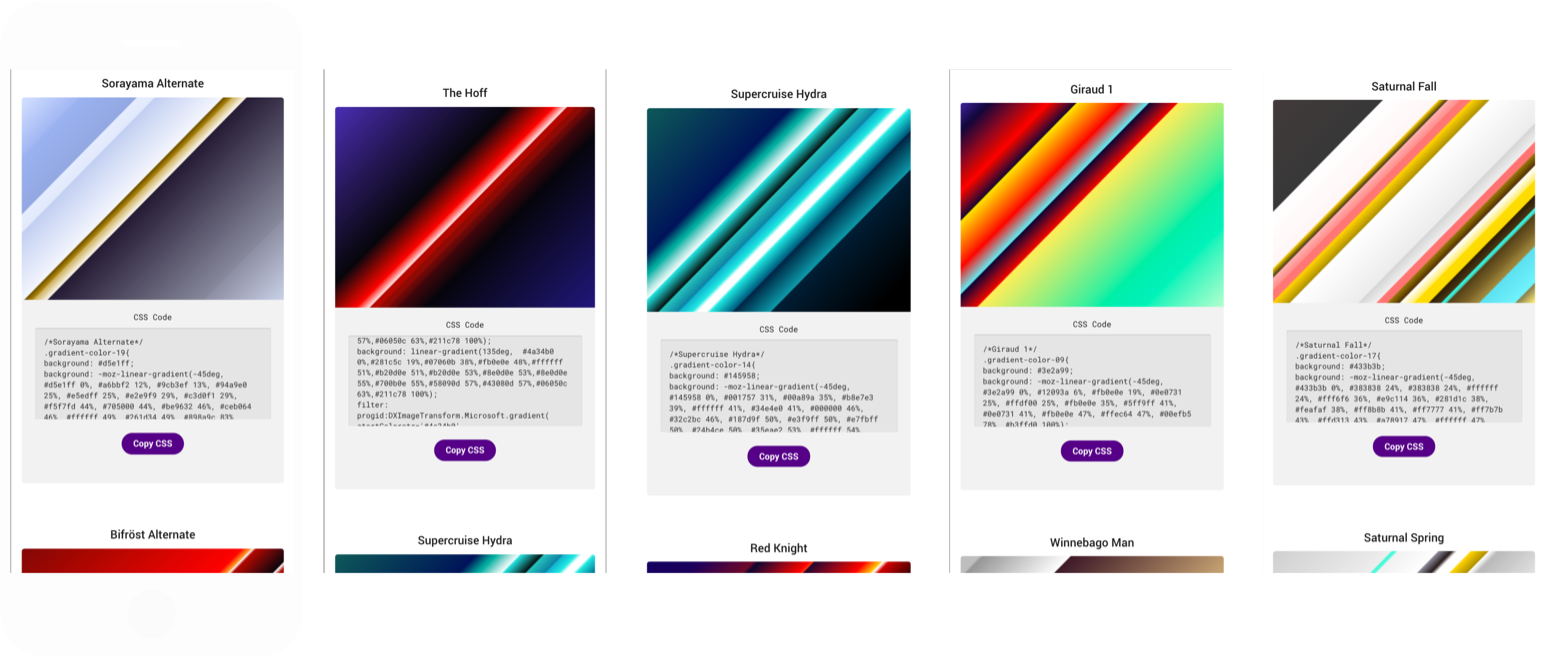 Sorayama Alternate
CSS Code
/*Sorayama Alternate*/
.gradient-color-19{
background: #d5e1ff;
background: -moz-linear-gradient(-45deg,
#d5e1ff 0%, #a6bbf2 12%, #9cb3ef 13%, #94a9e0
25%, #e5edff 25%, #e2e9f9 29%, #c3d0f1 29%,
#f5f7fd 44%, #705000 44%, #be9632 46%, #ceb064
46%, #ffffff 49%, #261d34 49%, #898a9c 83%
Copy CSS
Bifröst Alternate
The Hoff
CSS Code
57%,#06050c 63%,#211c78 100%);
background: linear-gradient(135deg, #4a34b0
0%,#281c5c 19%,#07060b 38%,#fb0e0e 48%,#ffffff
51%,#b20d0e 51%,#b20d0e 53%,#8e0d0e 53%,#8e0d0e
55%,#700b0e 55%,#58090d 57%,#43080d 57%,#06050c
63%,#211c78 100%);
filter:
progid:DXImageTransform.Microsoft.gradient(
Copy CSS
Supercruise Hydra
Supercruise Hydra
CSS Code
/*Supercruise Hydra*/
.gradient-color-14{
background: #145958;
background: -moz-linear-gradient(-45deg,
#145958 0%, #001757 31%, #00a89a 35%, #b8e7e3
39%, #ffffff 41%, #34e4e0 41%, #000000 46%,
#32c2bc 46%, #187d9f 50%, #e3f9ff 50%, #e7fbff
50%, #24b4ce 50%, #35eae2 53%, #ffffff 54%
Copy CSS
Red Knight
Giraud 1
CSS Code
/*Giraud 1*/
.gradient-color-09{
background: #3e2a99;
background: -moz-linear-gradient(-45deg,
#3e2a99 0%, #12093a 6%, #fb0e0e 19%, #0e0731
25%, #ffdf00 25%, #fb0e0e 35%, #5ff9ff 41%,
#0e0731 41%, #fb0e0e 47%, #ffec64 47%, #00efb5
78%, #b3ffd0 100%);
Copy CSS
Winnebago Man
Saturnal Fall
CSS Code
/*Saturnal Fall*/
.gradient-color-17{
background: #433b3b;
background: -moz-linear-gradient(-45deg,
#433b3b 0%, #383838 24%, #383838 24%, #ffffff
24%, #fff6f6 36%, #e9c114 36%, #281d1c 38%,
#feafaf 38%, #ff8b8b 41%, #ff7777 41%, #ff7b7b
43%, #ffd313 43%, #a78917 47%, #ffffff 47%,
Copy CSS
Saturnal Spring